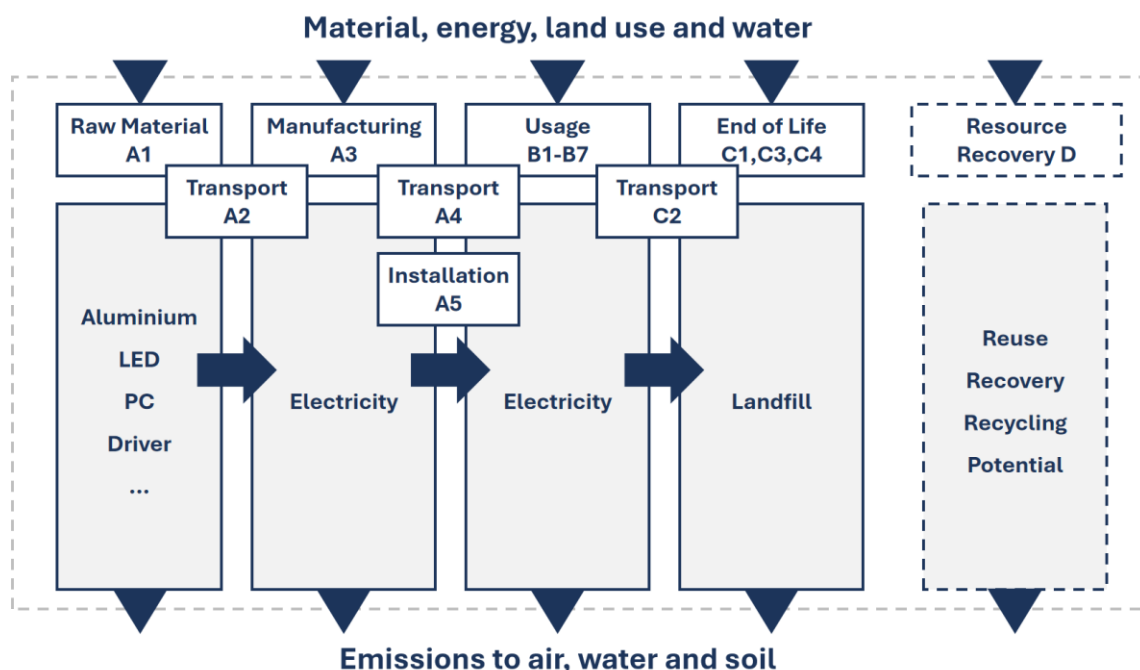 Material, energy, land use and water
Raw Material
A1
Manufacturing
A3
Usage
B1-B7
End of Life
C1,C3,C4
Resource
Recovery D
Transport
A2
Transport
A4
Transport
C2
Installation
A5
Aluminium
LED
PC
Driver
...
Electricity
Electricity
Landfill
Reuse
Recovery
Recycling
Potential
Emissions to air, water and soil